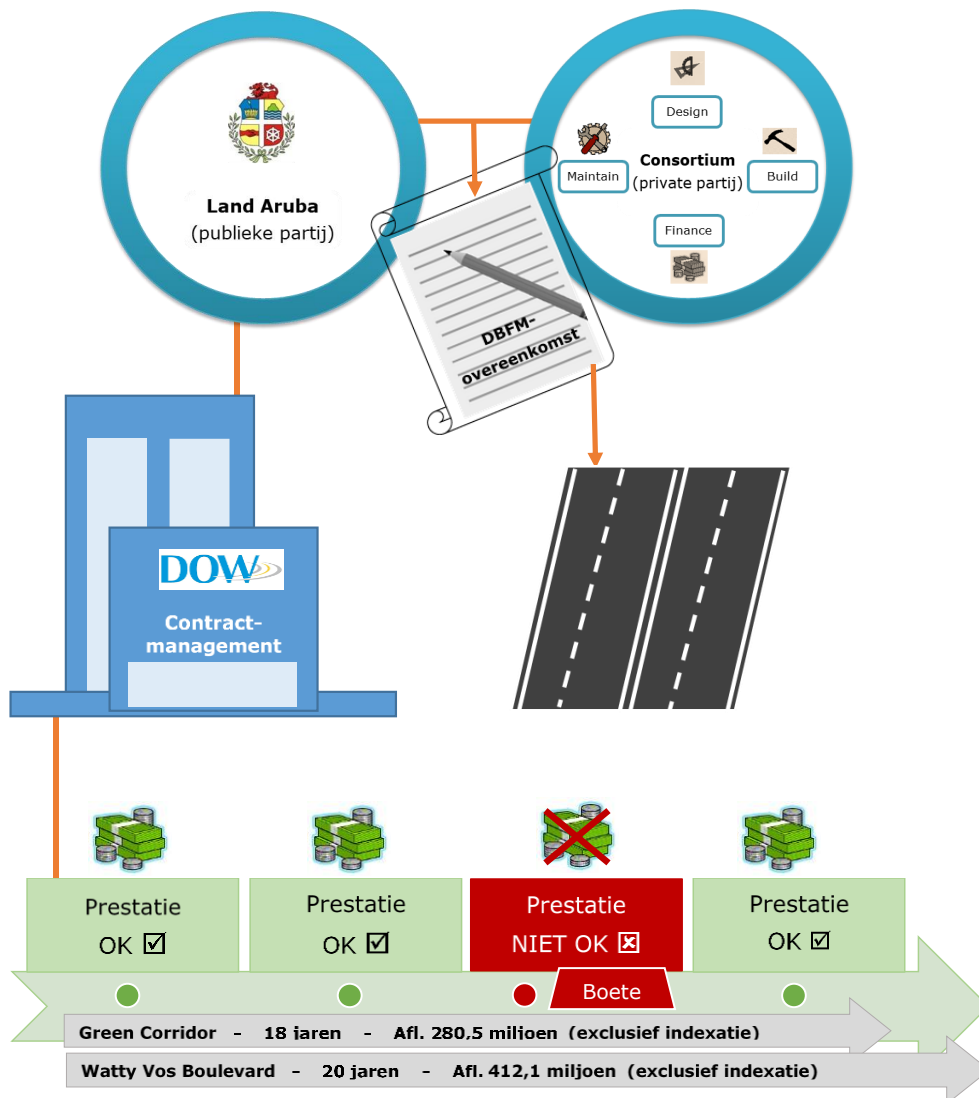 Land Aruba
(publieke partij)
Design
Maintain
Consortium
(private partij)
Build
Finance
DBFM-
overeenkomst
DOW
Contract-
management
Prestatie
OK ☑
Prestatie
OK ☑
Prestatie
NIET OK ☒
Prestatie
OK ☑
Boete
Green Corridor - 18 jaren - Afl. 280,5 miljoen (exclusief indexatie)
Watty Vos Boulevard - 20 jaren - Afl. 412,1 miljoen (exclusief indexatie)